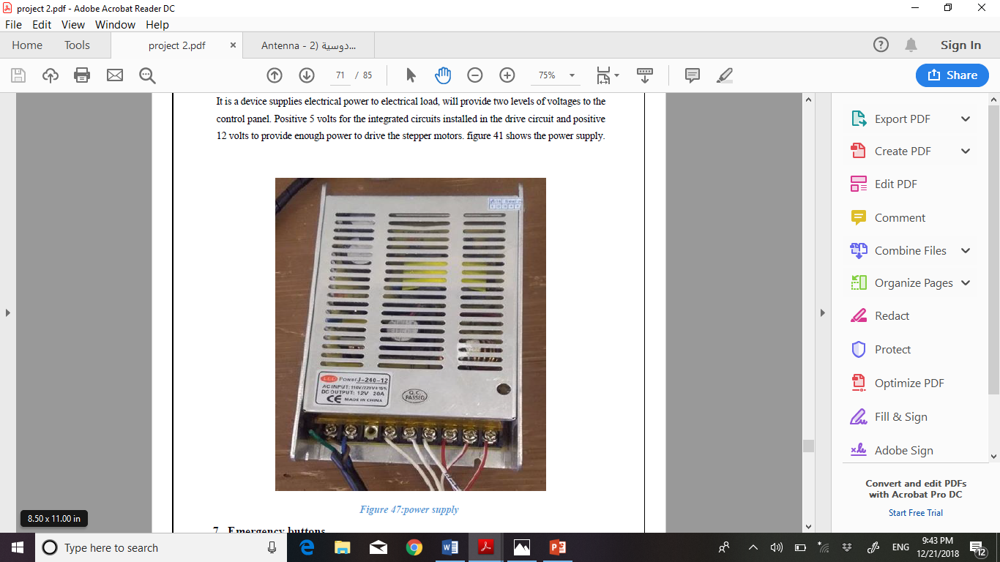 project 2.pdf - Adobe Acrobat Reader DC
File Edit View Window Help
Home Tools project 2.pdf Antenna - 2) دوسية...
Sign In
71 / 85
75%
Share
It is a device supplies electrical power to electrical load, will provide two levels of voltages to the
control panel. Positive 5 volts for the integrated circuits installed in the drive circuit and positive
12 volts to provide enough power to drive the stepper motors. figure 41 shows the power supply.
Power J-240-12
AC INPUT: 110V/220V±15%
DC OUTPUT: 12V 20A
CE MADE IN CHINA
Q.C.
PASSED
Figure 47:power supply
7. Emergency buttons
8.50 x 11.00 in
Export PDF
Create PDF
Edit PDF
Comment
Combine Files
Organize Pages
Redact
Protect
Optimize PDF
Fill & Sign
Adobe Sign
Convert and edit PDFs
with Acrobat Pro DC
Start Free Trial
Type here to search
ENG
9:43 PM
12/21/2018
12